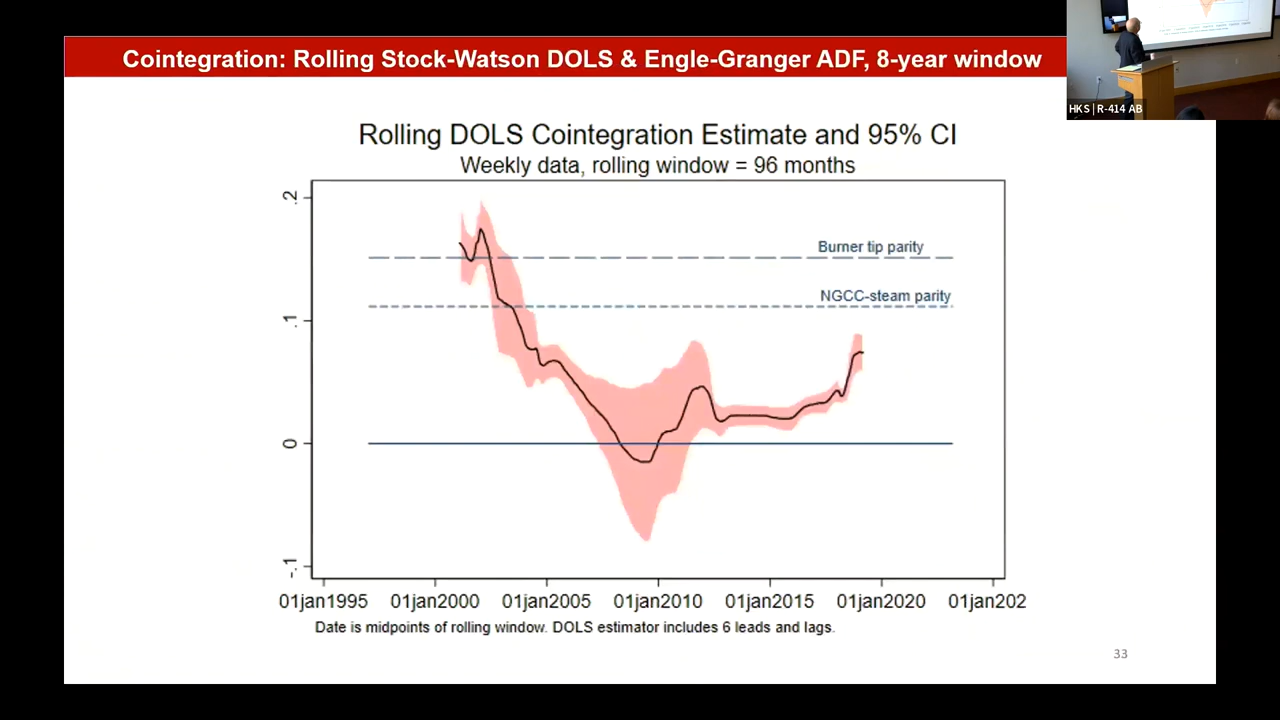 Cointegration: Rolling Stock-Watson DOLS & Engle-Granger ADF, 8-year window
HKS | R-414 AB
Rolling DOLS Cointegration Estimate and 95% CI
Weekly data, rolling window = 96 months
.2
Burner tip parity
NGCC-steam parity
.1
0
-.1
01jan1995 01jan2000 01jan2005 01jan2010 01jan2015 01jan2020 01jan202
Date is midpoints of rolling window. DOLS estimator includes 6 leads and lags.
33